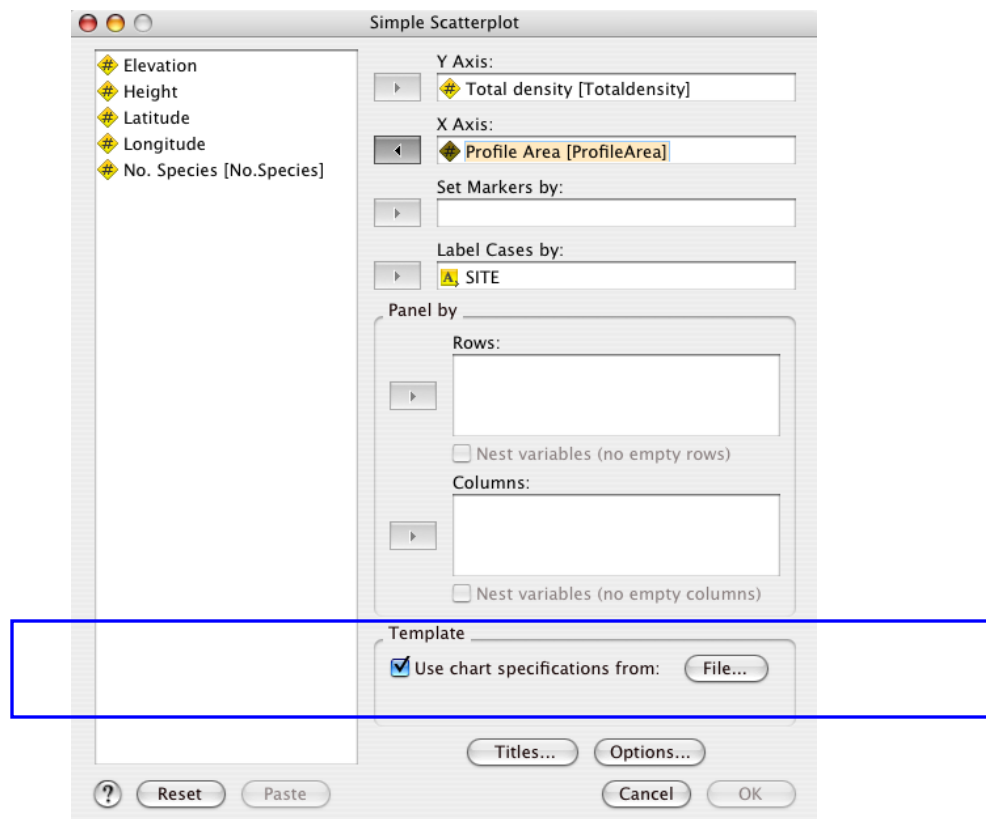 Simple Scatterplot
Elevation
Height
Latitude
Longitude
No. Species [No.Species]
Y Axis:
Total density [Totaldensity]
X Axis:
Profile Area [ProfileArea]
Set Markers by:
Label Cases by:
A SITE
Panel by
Rows:
Nest variables (no empty rows)
Columns:
Nest variables (no empty columns)
Template
Use chart specifications from: File...
Titles... Options...
? Reset Paste Cancel OK